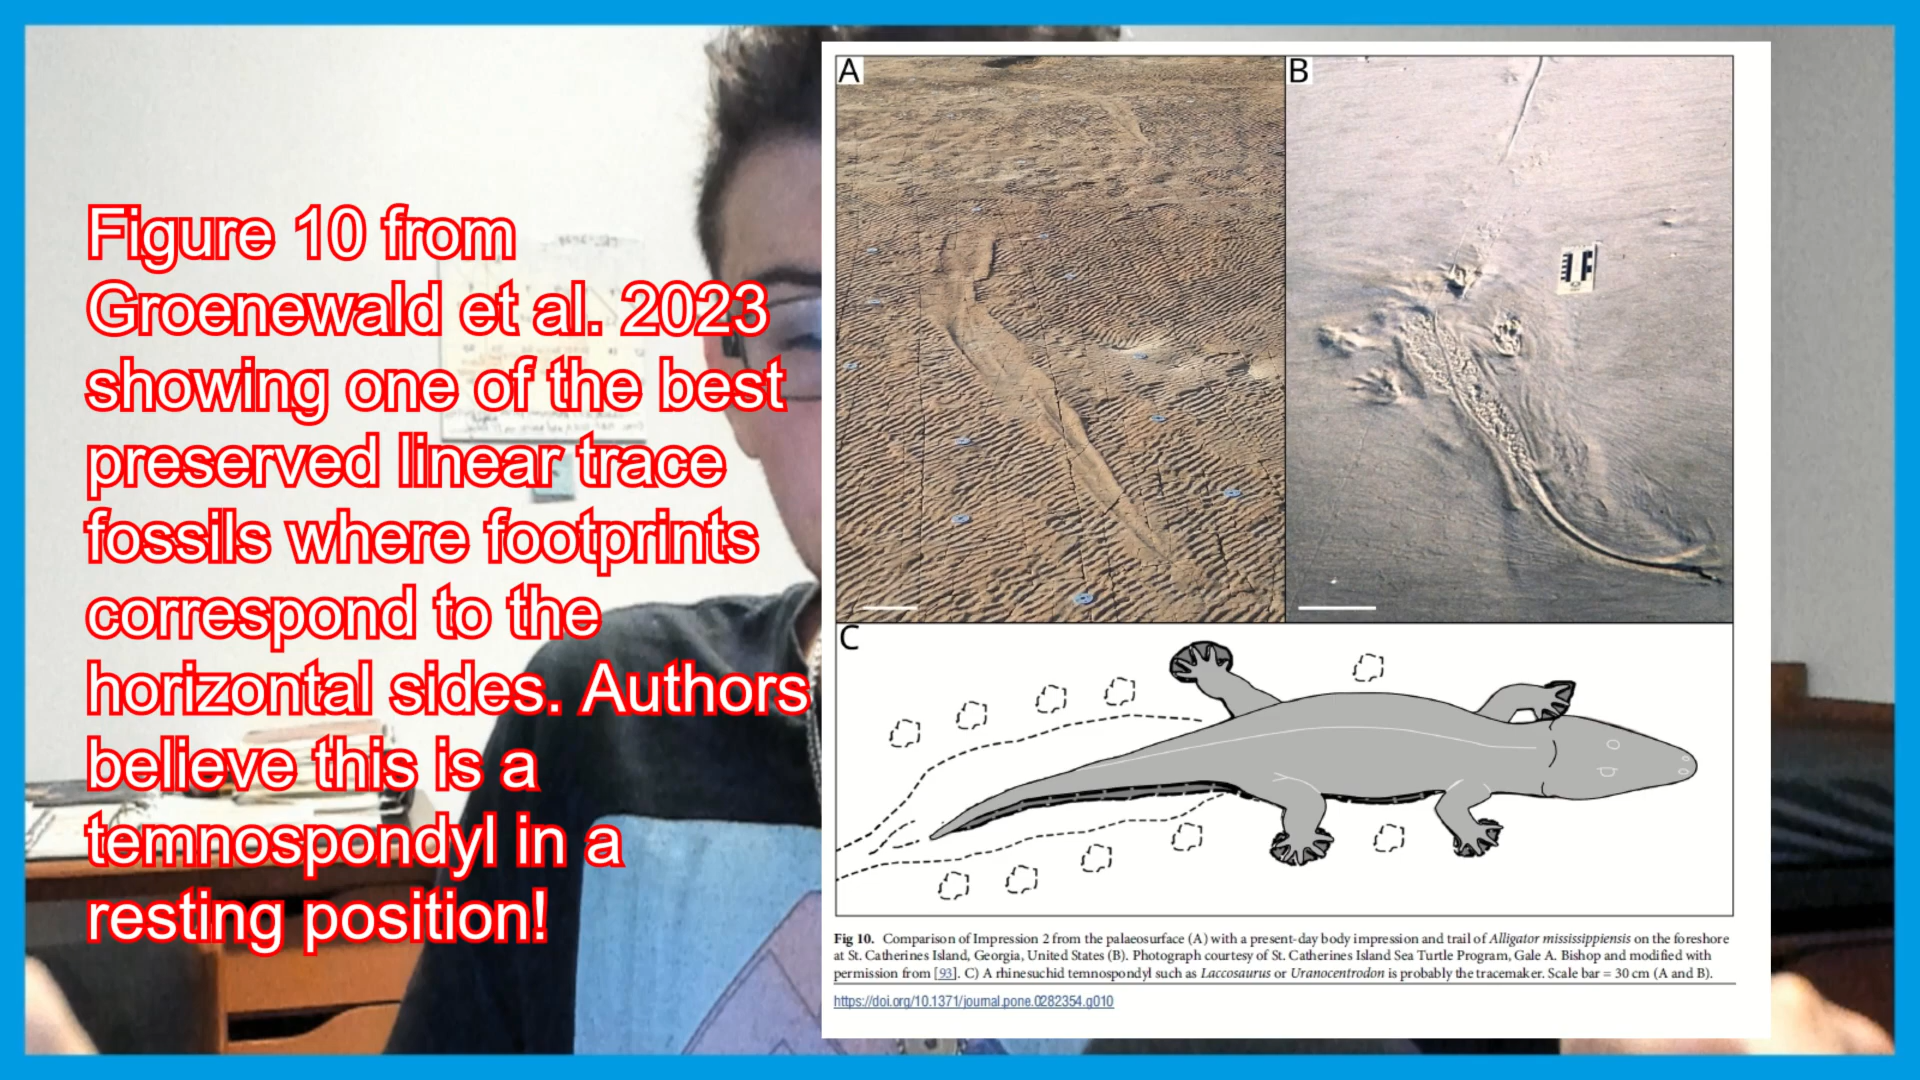 Figure 10 from
Groenewald et al. 2023
showing one of the best
preserved linear trace
fossils where footprints
correspond to the
horizontal sides. Authors
believe this is a
temnospondyl in a
resting position!
A
B
C
Fig 10. Comparison of Impression 2 from the palaeosurface (A) with a present-day body impression and trail of Alligator mississippiensis on the foreshore
at St. Catherines Island, Georgia, United States (B). Photograph courtesy of St. Catherines Island Sea Turtle Program, Gale A. Bishop and modified with
permission from [93]. C) A rhinesuchid temnospondyl such as Laccosaurus or Uranocentrodon is probably the tracemaker. Scale bar = 30 cm (A and B).
https://doi.org/10.1371/journal.pone.0282354.g010